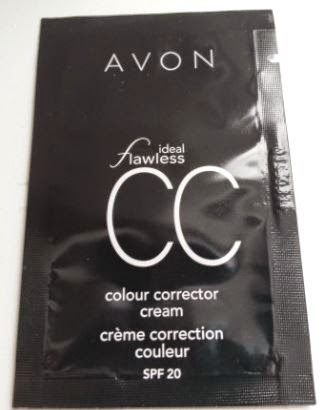 AVON
ideal
flawless
CC
colour corrector
cream
crème correction
couleur
SPF 20